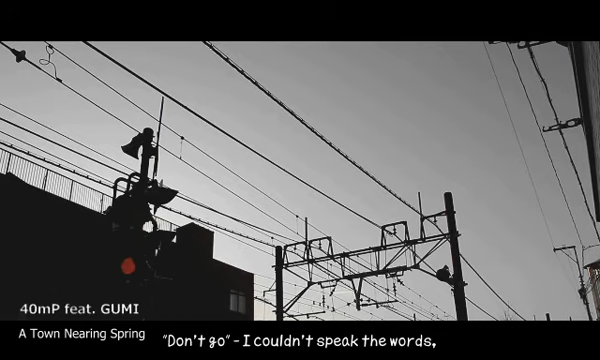 40mP feat. GUMI
A Town Nearing Spring
"Don't go" - I couldn't speak the words,